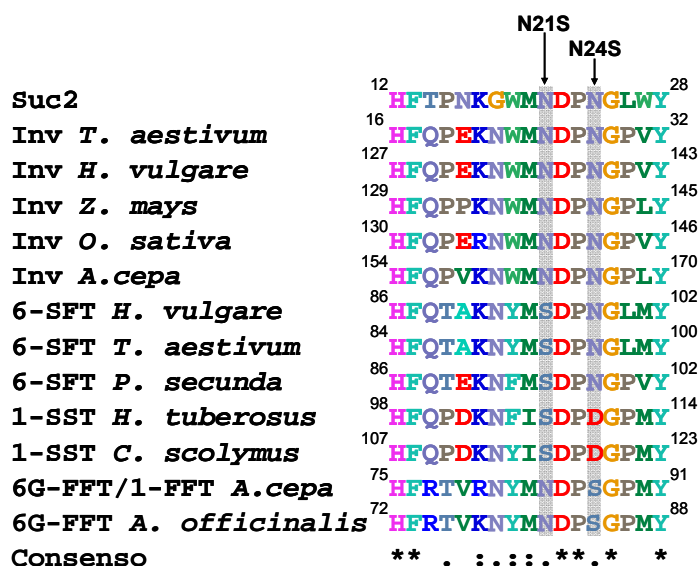 N21S
N24S
Suc2 12 HFTPNKGWMNDPNGLWY 28
Inv T. aestivum 16 HFQPEKNWMNDPNGPVY 32
Inv H. vulgare 127 HFQPEKNWMNDPNGPVY 143
Inv Z. mays 129 HFQPPKNWMNDPNGPLY 145
Inv O. sativa 130 HFQPERNWMNDPNGPVY 146
Inv A.cepa 154 HFQPVKNWMNDPNGPLY 170
6-SFT H. vulgare 86 HFQTAKNYMSDPNGLMY 102
6-SFT T. aestivum 84 HFQTAKNYMSDPNGLMY 100
6-SFT P. secunda 86 HFQTEKNFMSDPNGPVY 102
1-SST H. tuberosus 98 HFQPDKNFISDPDGPMY 114
1-SST C. scolymus 107 HFQPDKNYISDPDGPMY 123
6G-FFT/1-FFT A.cepa 75 HFRTVRNYMNDPSGPMY 91
6G-FFT A. officinalis 72 HFRTVKNYMNDPSGPMY 88
Consenso ** . :.::.**.*  *